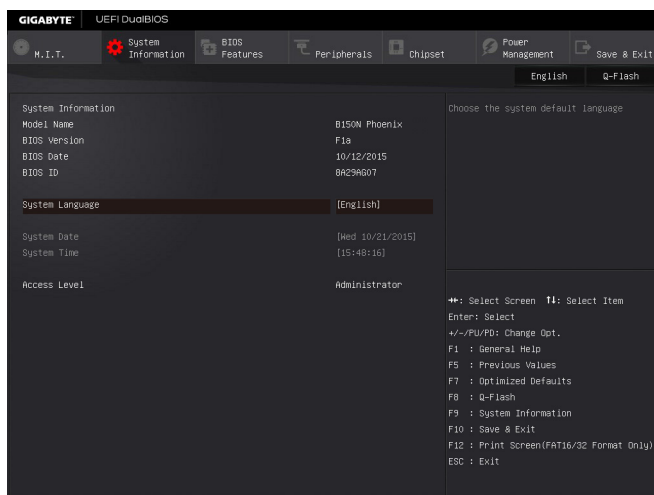 GIGABYTE™ UEFI DualBIOS
M.I.T. System Information BIOS Features Peripherals Chipset Power Management Save & Exit
English Q-Flash
System Information
Model Name B150N Phoenix
BIOS Version F1a
BIOS Date 10/12/2015
BIOS ID 8A29AG07
System Language [English]
System Date [Wed 10/21/2015]
System Time [15:48:16]
Access Level Administrator
Choose the system default language
→←: Select Screen ↑↓: Select Item
Enter: Select
+/-/PU/PD: Change Opt.
F1 : General Help
F5 : Previous Values
F7 : Optimized Defaults
F8 : Q-Flash
F9 : System Information
F10 : Save & Exit
F12 : Print Screen(FAT16/32 Format Only)
ESC : Exit